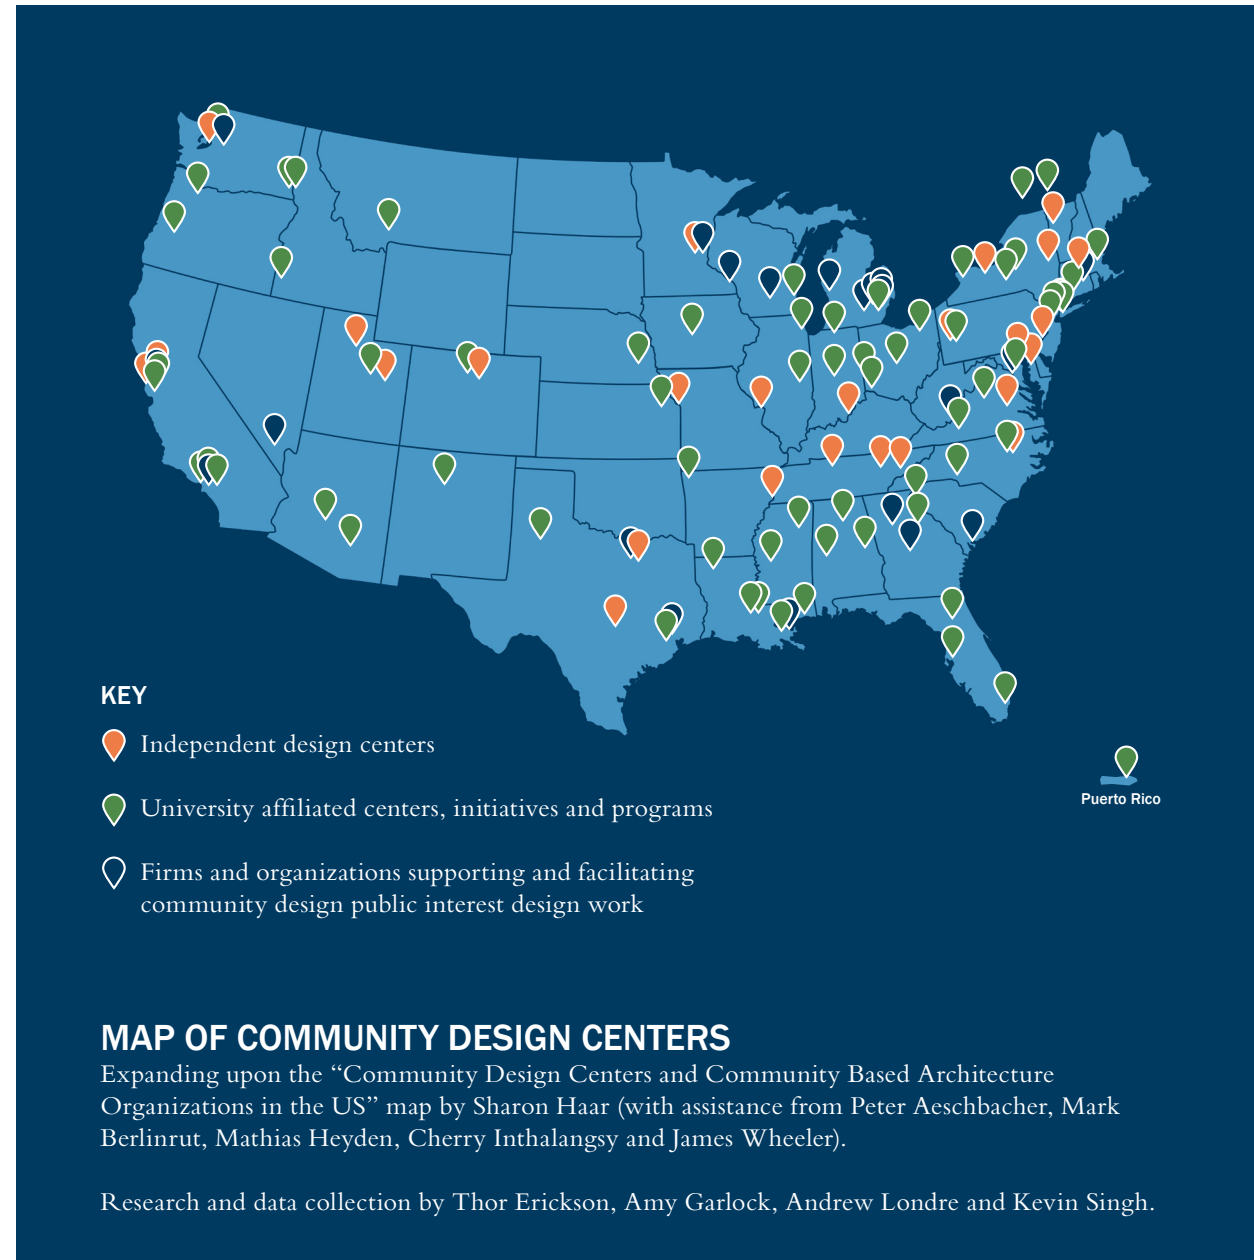 Puerto Rico
KEY
Independent design centers
University affiliated centers, initiatives and programs
Firms and organizations supporting and facilitating
community design public interest design work
MAP OF COMMUNITY DESIGN CENTERS
Expanding upon the “Community Design Centers and Community Based Architecture
Organizations in the US” map by Sharon Haar (with assistance from Peter Aeschbacher, Mark
Berlinrut, Mathias Heyden, Cherry Inthalangsy and James Wheeler).
Research and data collection by Thor Erickson, Amy Garlock, Andrew Londre and Kevin Singh.